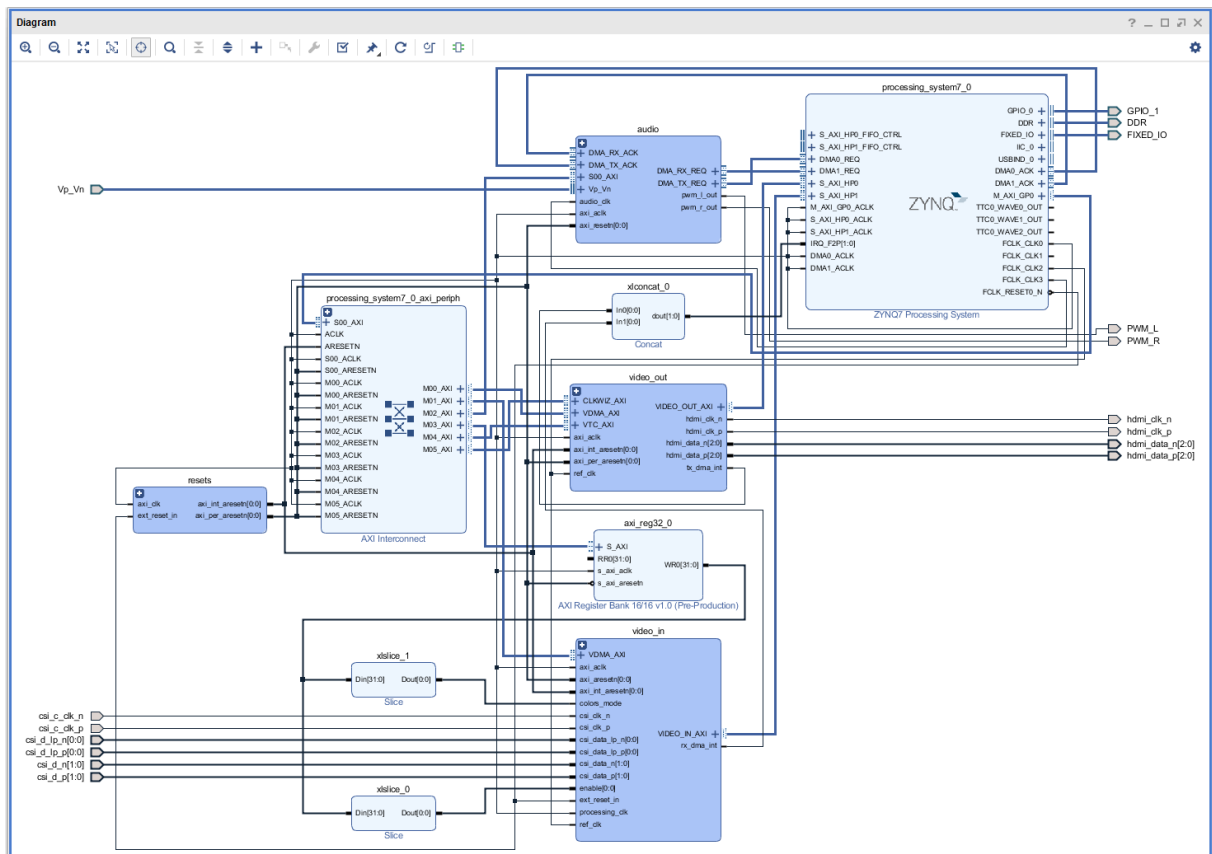 Diagram
processing_system7_0
S_AXI_HP0_FIFO_CTRL
S_AXI_HP1_FIFO_CTRL
DMA0_REQ
DMA1_REQ
S_AXI_HP0
S_AXI_HP1
M_AXI_GP0_ACLK
S_AXI_HP0_ACLK
S_AXI_HP1_ACLK
IRQ_F2P[1:0]
DMA0_ACLK
DMA1_ACLK
ZYNQ
GPIO_0
DDR
FIXED_IO
IIC_0
USBIND_0
DMA0_ACK
DMA1_ACK
M_AXI_GP0
TTC0_WAVE0_OUT
TTC0_WAVE1_OUT
TTC0_WAVE2_OUT
FCLK_CLK0
FCLK_CLK1
FCLK_CLK2
FCLK_CLK3
FCLK_RESET0_N
ZYNQ7 Processing System
GPIO_1
DDR
FIXED_IO
audio
DMA_RX_ACK
DMA_TX_ACK
S00_AXI
Vp_Vn
audio_clk
axi_aclk
axi_resetn[0:0]
DMA_RX_REQ
DMA_TX_REQ
pwm_l_out
pwm_r_out
Vp_Vn
xlconcat_0
In0[0:0]
In1[0:0]
dout[1:0]
Concat
PWM_L
PWM_R
processing_system7_0_axi_periph
S00_AXI
ACLK
ARESETN
S00_ACLK
S00_ARESETN
M00_ACLK
M00_ARESETN
M01_ACLK
M01_ARESETN
M02_ACLK
M02_ARESETN
M03_ACLK
M03_ARESETN
M04_ACLK
M04_ARESETN
M05_ACLK
M05_ARESETN
M00_AXI
M01_AXI
M02_AXI
M03_AXI
M04_AXI
M05_AXI
AXI Interconnect
video_out
CLKWIZ_AXI
VDMA_AXI
VTC_AXI
axi_aclk
axi_int_aresetn[0:0]
axi_per_aresetn[0:0]
ref_clk
VIDEO_OUT_AXI
hdmi_clk_n
hdmi_clk_p
hdmi_data_n[2:0]
hdmi_data_p[2:0]
tx_dma_int
hdmi_clk_n
hdmi_clk_p
hdmi_data_n[2:0]
hdmi_data_p[2:0]
resets
axi_clk
ext_reset_in
axi_int_aresetn[0:0]
axi_per_aresetn[0:0]
axi_reg32_0
S_AXI
RR0[31:0]
s_axi_aclk
s_axi_aresetn
WR0[31:0]
AXI Register Bank 16/16 v1.0 (Pre-Production)
video_in
VDMA_AXI
axi_aclk
axi_aresetn[0:0]
axi_int_aresetn[0:0]
colors_mode
csi_clk_n
csi_clk_p
csi_data_lp_n[0:0]
csi_data_lp_p[0:0]
csi_data_n[1:0]
csi_data_p[1:0]
enable[0:0]
ext_reset_in
processing_clk
ref_clk
VIDEO_IN_AXI
rx_dma_int
xlslice_1
Din[31:0]
Dout[0:0]
Slice
csi_c_clk_n
csi_c_clk_p
csi_d_lp_n[0:0]
csi_d_lp_p[0:0]
csi_d_n[1:0]
csi_d_p[1:0]
xlslice_0
Din[31:0]
Dout[0:0]
Slice